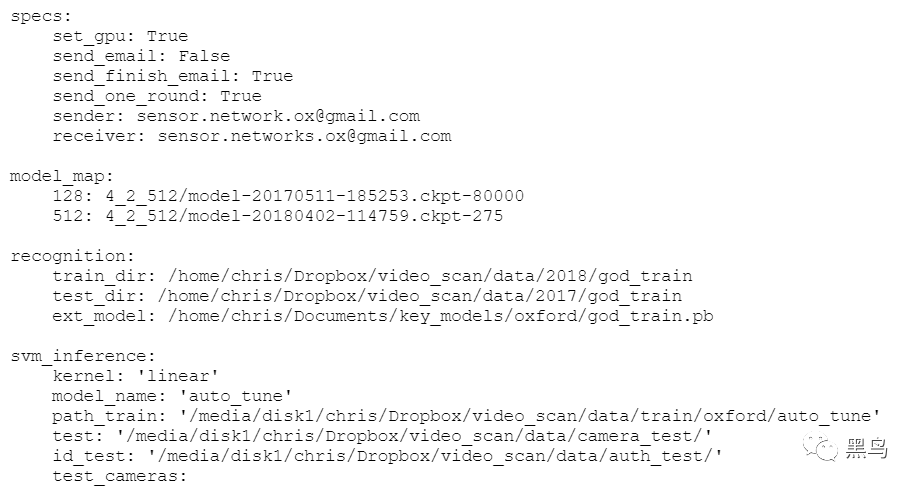 specs:
    set_gpu: True
    send_email: False
    send_finish_email: True
    send_one_round: True
    sender: sensor.network.ox@gmail.com
    receiver: sensor.networks.ox@gmail.com

model_map:
    128: 4_2_512/model-20170511-185253.ckpt-80000
    512: 4_2_512/model-20180402-114759.ckpt-275

recognition:
    train_dir: /home/chris/Dropbox/video_scan/data/2018/god_train
    test_dir: /home/chris/Dropbox/video_scan/data/2017/god_train
    ext_model: /home/chris/Documents/key_models/oxford/god_train.pb

svm_inference:
    kernel: 'linear'
    model_name: 'auto_tune'
    path_train: '/media/disk1/chris/Dropbox/video_scan/data/train/oxford/auto_tune'
    test: '/media/disk1/chris/Dropbox/video_scan/data/camera_test/'
    id_test: '/media/disk1/chris/Dropbox/video_scan/data/auth_test/'
    test_cameras:
黑鸟